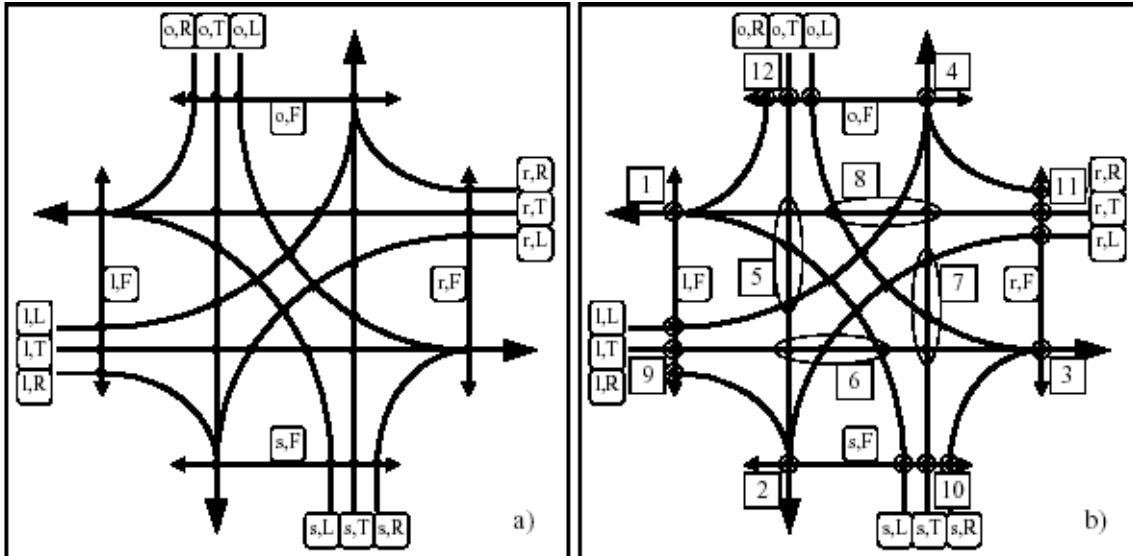 o,R o,T o,L
o,F
r,R
r,T
r,L
l,F
r,F
l,L
l,T
l,R
s,F
s,L s,T s,R
a)
o,R o,T o,L
12
4
o,F
1
8
11
r,R
r,T
r,L
l,F
5
7
r,F
l,L
l,T
l,R
9
6
3
s,F
2
10
s,L s,T s,R
b)